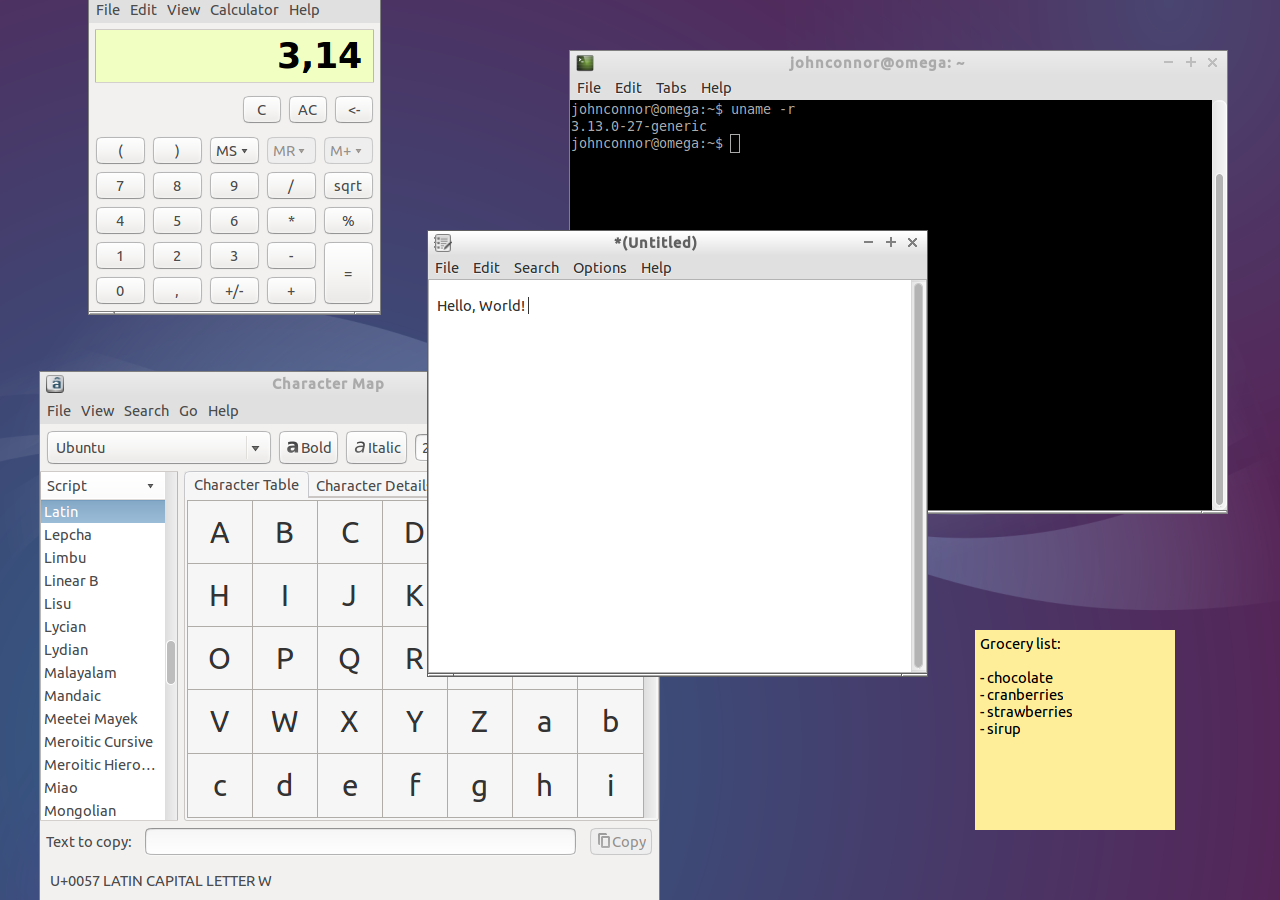 File Edit View Calculator Help
3,14
C AC <-
( ) MS MR M+
7 8 9 / sqrt
4 5 6 * %
1 2 3 - =
0 , +/- +
johnconnor@omega: ~
File Edit Tabs Help
johnconnor@omega:~$ uname -r
3.13.0-27-generic
johnconnor@omega:~$
*(Untitled)
File Edit Search Options Help
Hello, World!
Character Map
File View Search Go Help
Ubuntu a Bold a Italic 2
Script
Latin
Lepcha
Limbu
Linear B
Lisu
Lycian
Lydian
Malayalam
Mandaic
Meetei Mayek
Meroitic Cursive
Meroitic Hiero…
Miao
Mongolian
Character Table Character Details
A B C D
H I J K
O P Q R
V W X Y Z a b
c d e f g h i
Text to copy: Copy
U+0057 LATIN CAPITAL LETTER W
Grocery list:
- chocolate
- cranberries
- strawberries
- sirup